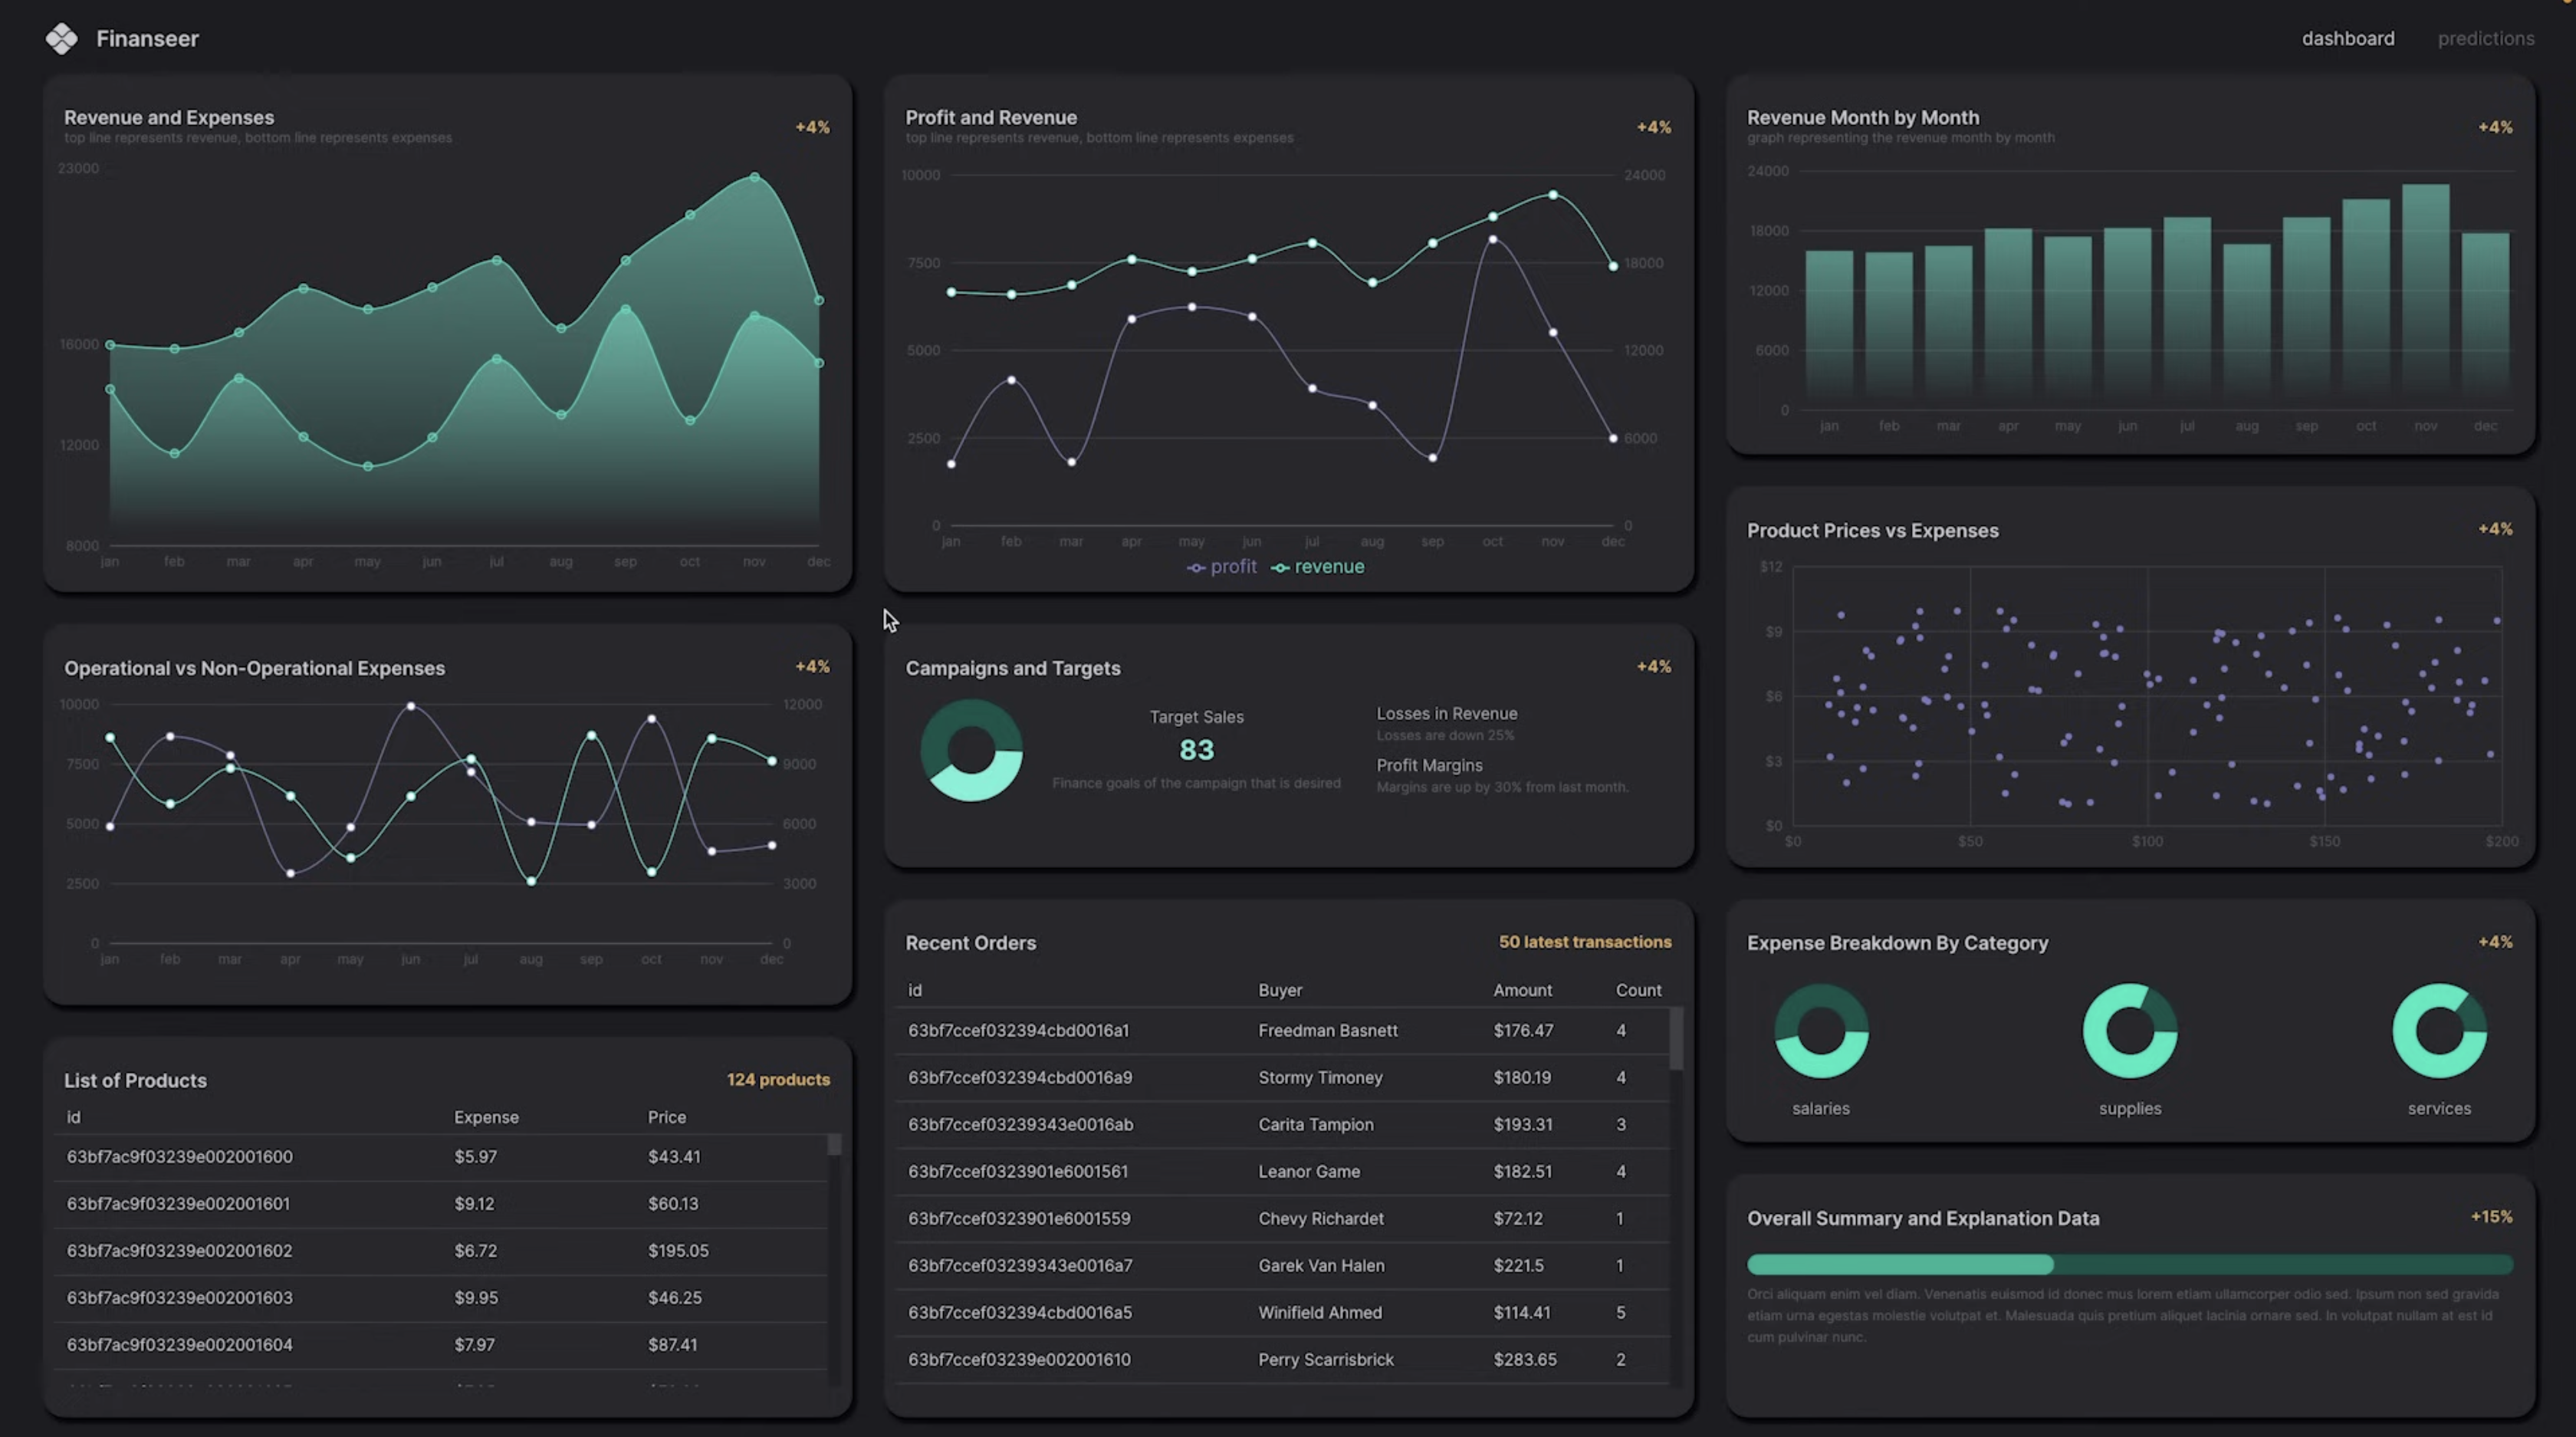 Finanseer
dashboard predictions
Revenue and Expenses
top line represents revenue, bottom line represents expenses
+4%
23000
16000
12000
8000
jan feb mar apr may jun jul aug sep oct nov dec
Profit and Revenue
top line represents revenue, bottom line represents expenses
+4%
10000 24000
7500 18000
5000 12000
2500 6000
0 0
jan feb mar apr may jun jul aug sep oct nov dec
profit revenue
Revenue Month by Month
graph representing the revenue month by month
+4%
24000
18000
12000
6000
0
jan feb mar apr may jun jul aug sep oct nov dec
Operational vs Non-Operational Expenses
+4%
10000 12000
7500 9000
5000 6000
2500 3000
0 0
jan feb mar apr may jun jul aug sep oct nov dec
Campaigns and Targets
+4%
Target Sales
83
Finance goals of the campaign that is desired
Losses in Revenue
Losses are down 25%
Profit Margins
Margins are up by 30% from last month.
Product Prices vs Expenses
+4%
$12
$9
$6
$3
$0
$0 $50 $100 $150 $200
List of Products
124 products
id Expense Price
63bf7ac9f03239e002001600 $5.97 $43.41
63bf7ac9f03239e002001601 $9.12 $60.13
63bf7ac9f03239e002001602 $6.72 $195.05
63bf7ac9f03239e002001603 $9.95 $46.25
63bf7ac9f03239e002001604 $7.97 $87.41
Recent Orders
50 latest transactions
id Buyer Amount Count
63bf7ccef032394cbd0016a1 Freedman Basnett $176.47 4
63bf7ccef032394cbd0016a9 Stormy Timoney $180.19 4
63bf7ccef03239343e0016ab Carita Tampion $193.31 3
63bf7ccef0323901e6001561 Leanor Game $182.51 4
63bf7ccef0323901e6001559 Chevy Richardet $72.12 1
63bf7ccef03239343e0016a7 Garek Van Halen $221.5 1
63bf7ccef032394cbd0016a5 Winifield Ahmed $114.41 5
63bf7ccef03239e002001610 Perry Scarrisbrick $283.65 2
Expense Breakdown By Category
+4%
salaries supplies services
Overall Summary and Explanation Data
+15%
Orci aliquam enim vel diam. Venenatis euismod id donec mus lorem etiam ullamcorper odio sed. Ipsum non sed gravida
etiam urna egestas molestie volutpat et. Malesuada quis pretium aliquet lacinia ornare sed. In volutpat nullam at est id
cum pulvinar nunc.